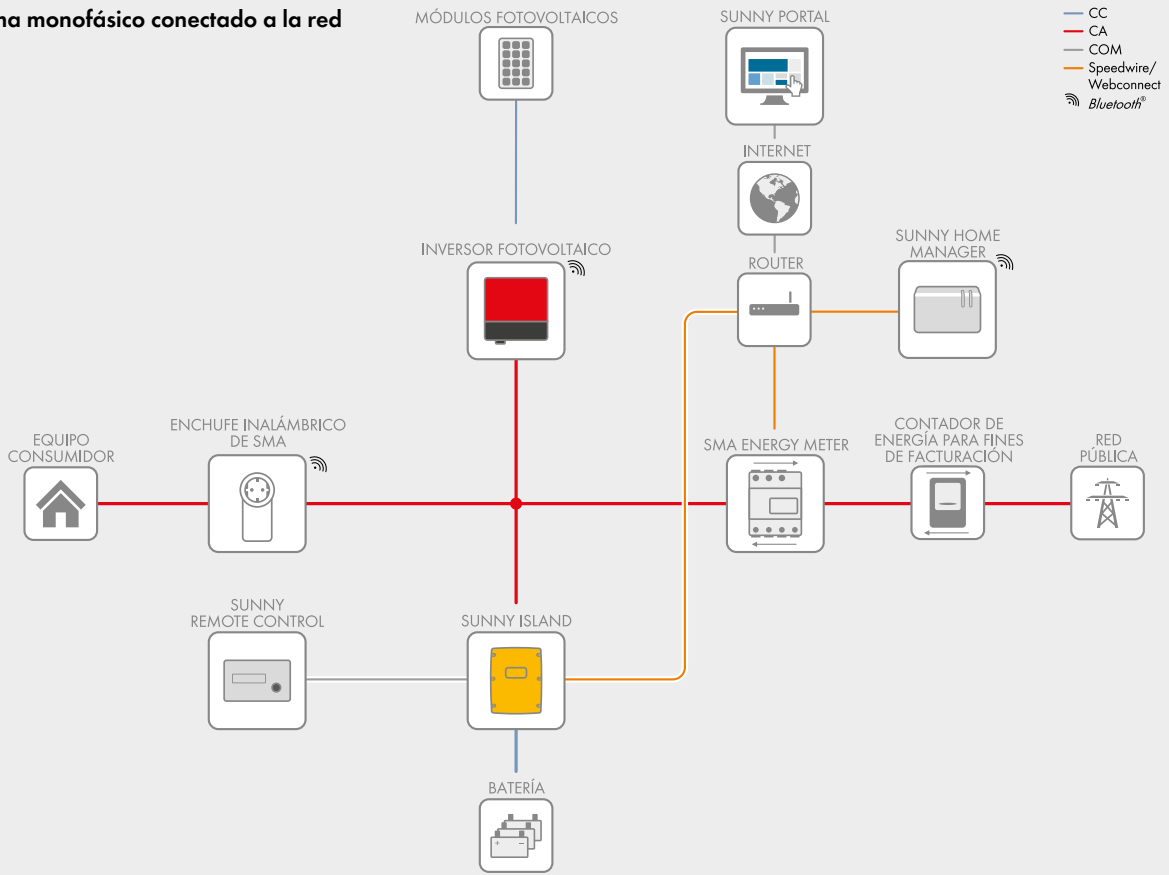 na monofásico conectado a la red
MÓDULOS FOTOVOLTAICOS
SUNNY PORTAL
CC
CA
COM
Speedwire/
Webconnect
Bluetooth®
INTERNET
INVERSOR FOTOVOLTAICO
ROUTER
SUNNY HOME
MANAGER
EQUIPO
CONSUMIDOR
ENCHUFE INALÁMBRICO
DE SMA
SMA ENERGY METER
CONTADOR DE
ENERGÍA PARA FINES
DE FACTURACIÓN
RED
PÚBLICA
SUNNY
REMOTE CONTROL
SUNNY ISLAND
BATERÍA